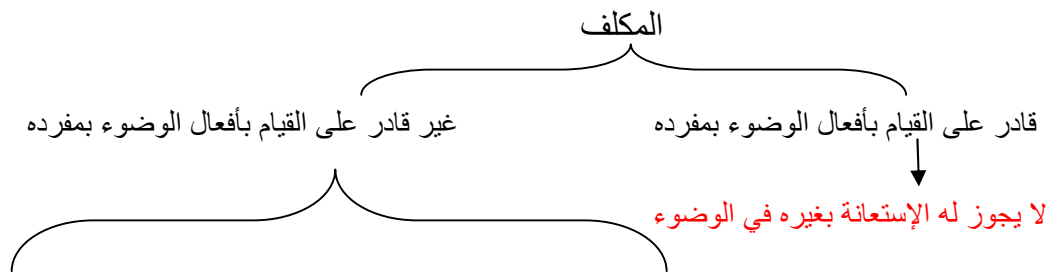 المكلف
قادر على القيام بأفعال الوضوء بمفرده
غير قادر على القيام بأفعال الوضوء بمفرده
لا يجوز له الإستعانة بغيره في الوضوء